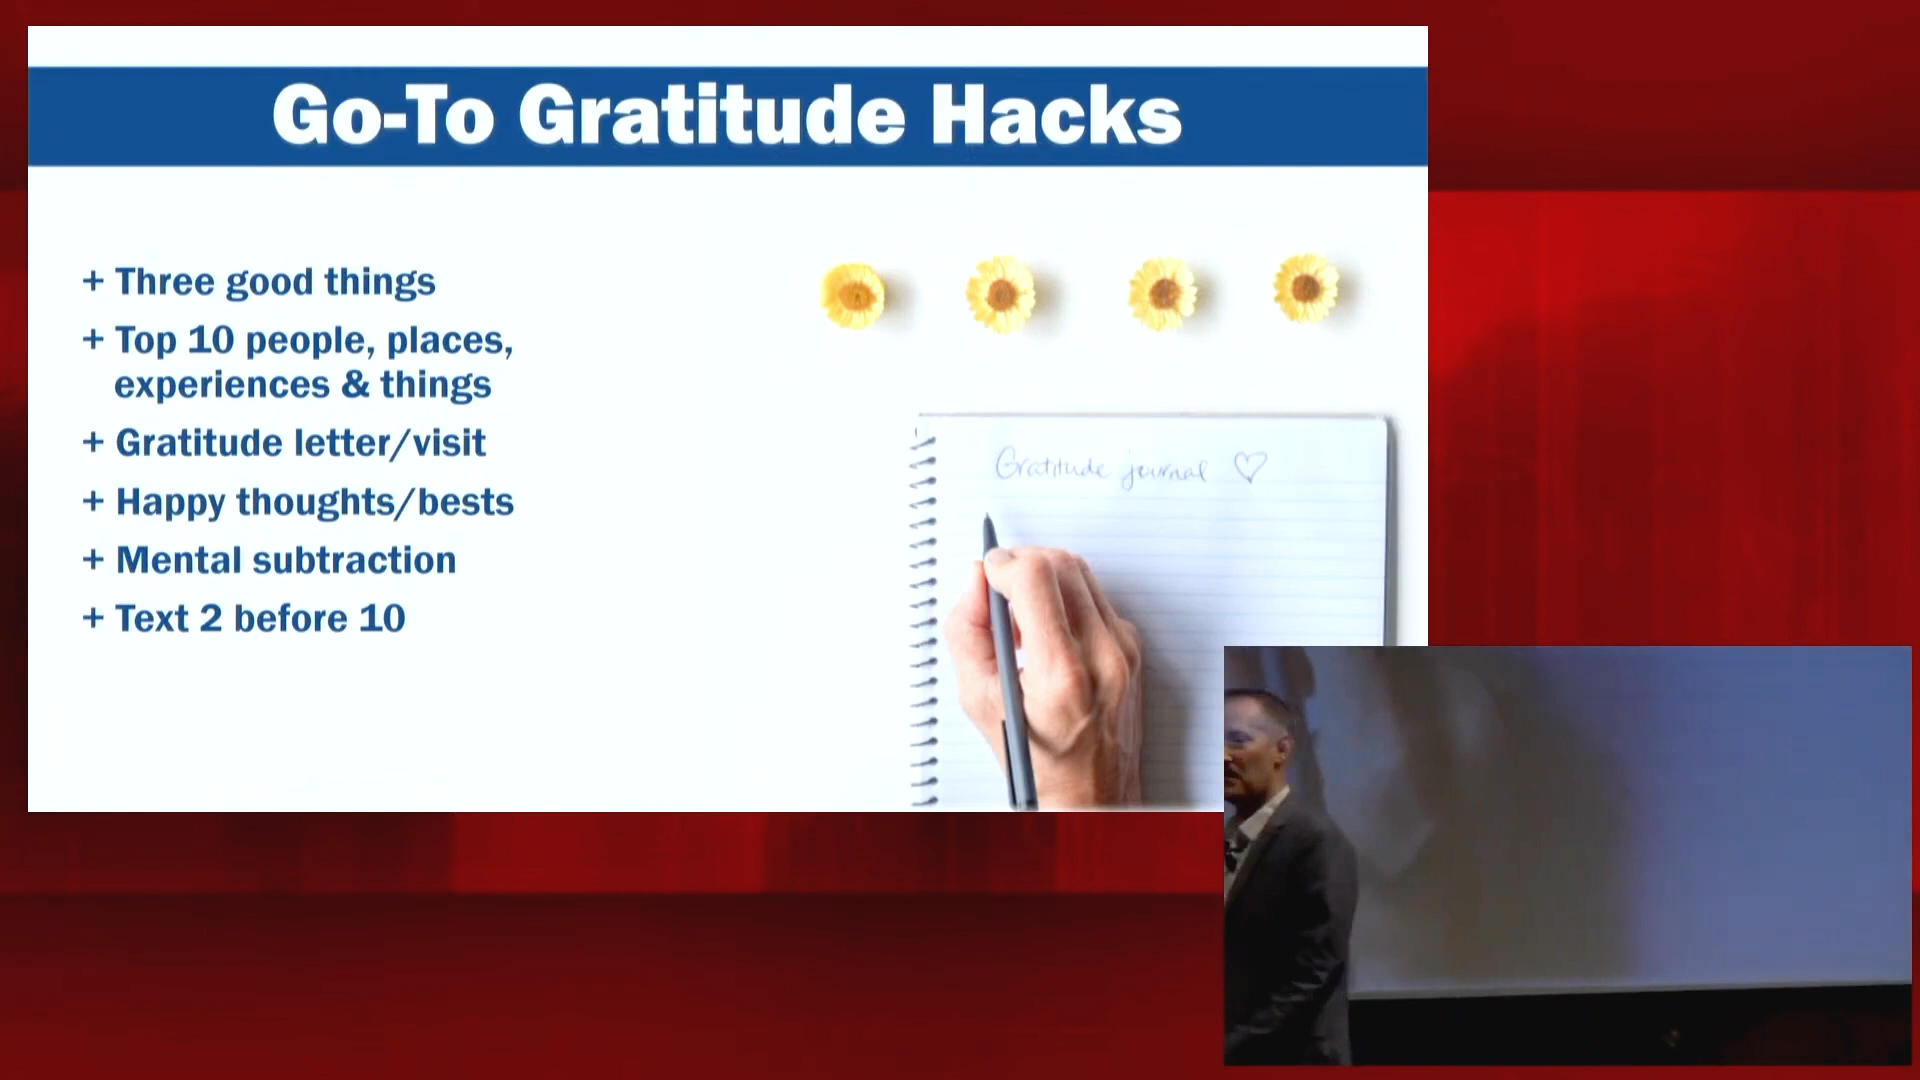 Go-To Gratitude Hacks
+ Three good things
+ Top 10 people, places,
experiences & things
+ Gratitude letter/visit
+ Happy thoughts/bests
+ Mental subtraction
+ Text 2 before 10
Gratitude journal ♡